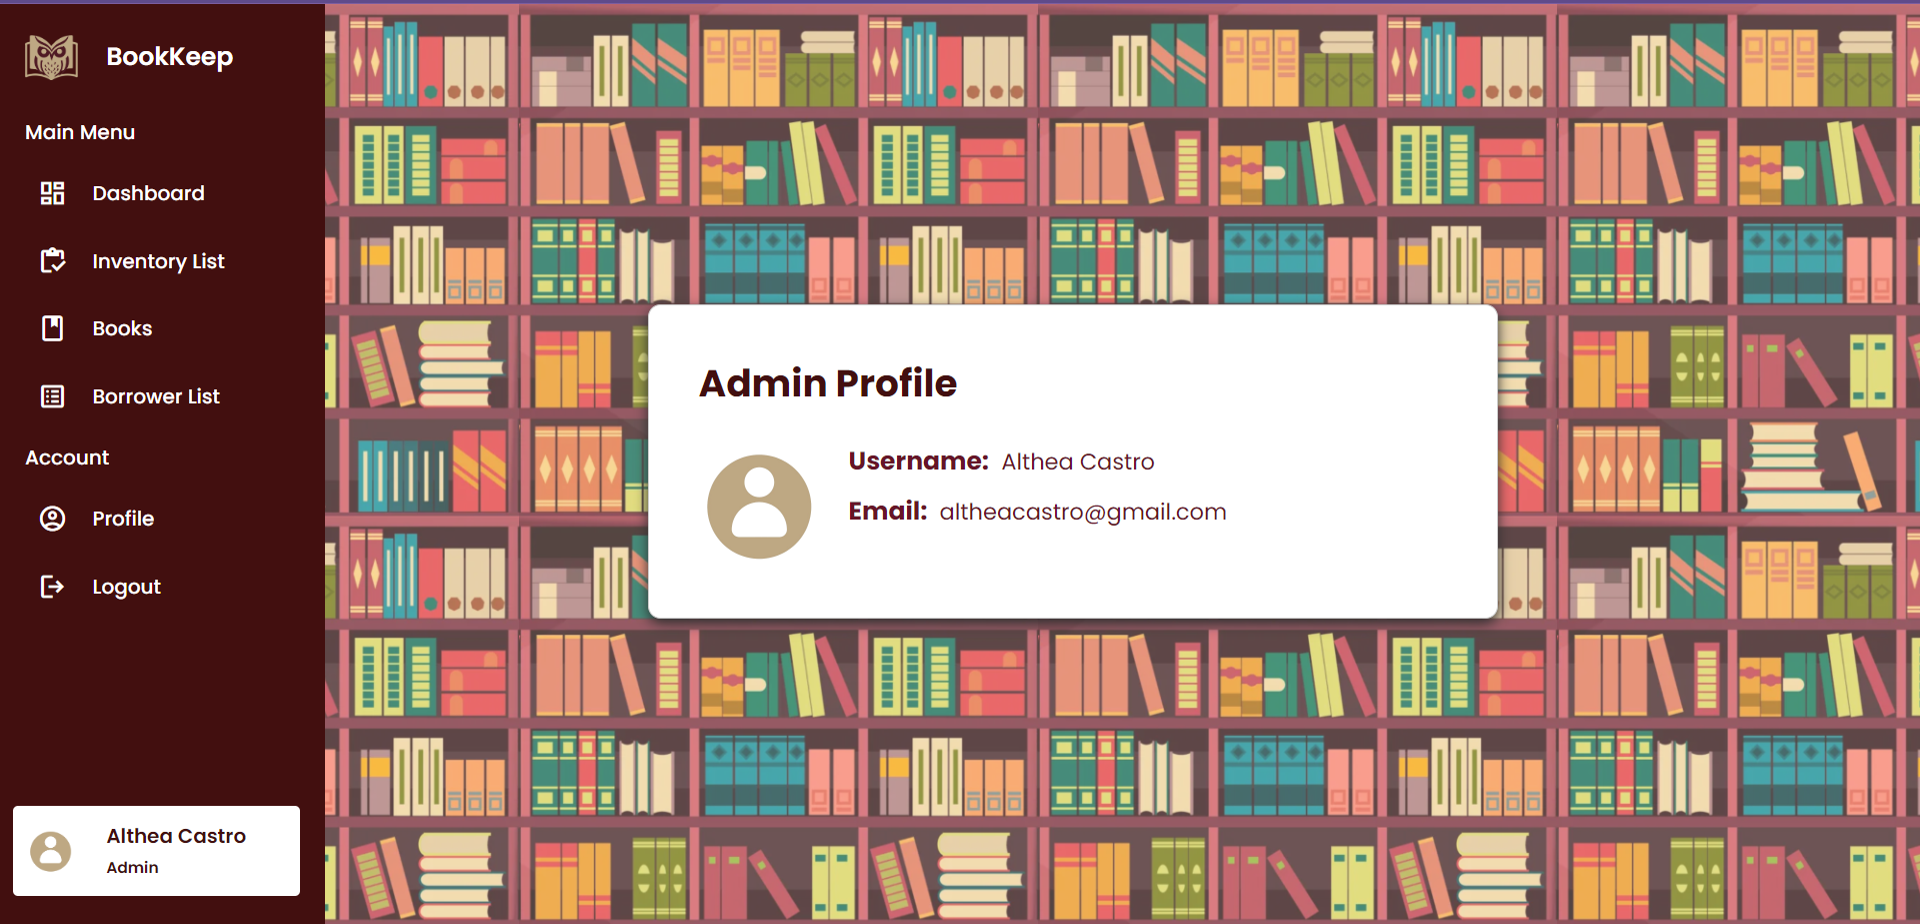 BookKeep
Main Menu
Dashboard
Inventory List
Books
Borrower List
Account
Profile
Logout
Althea Castro
Admin
Admin Profile
Username: Althea Castro
Email: altheacastro@gmail.com